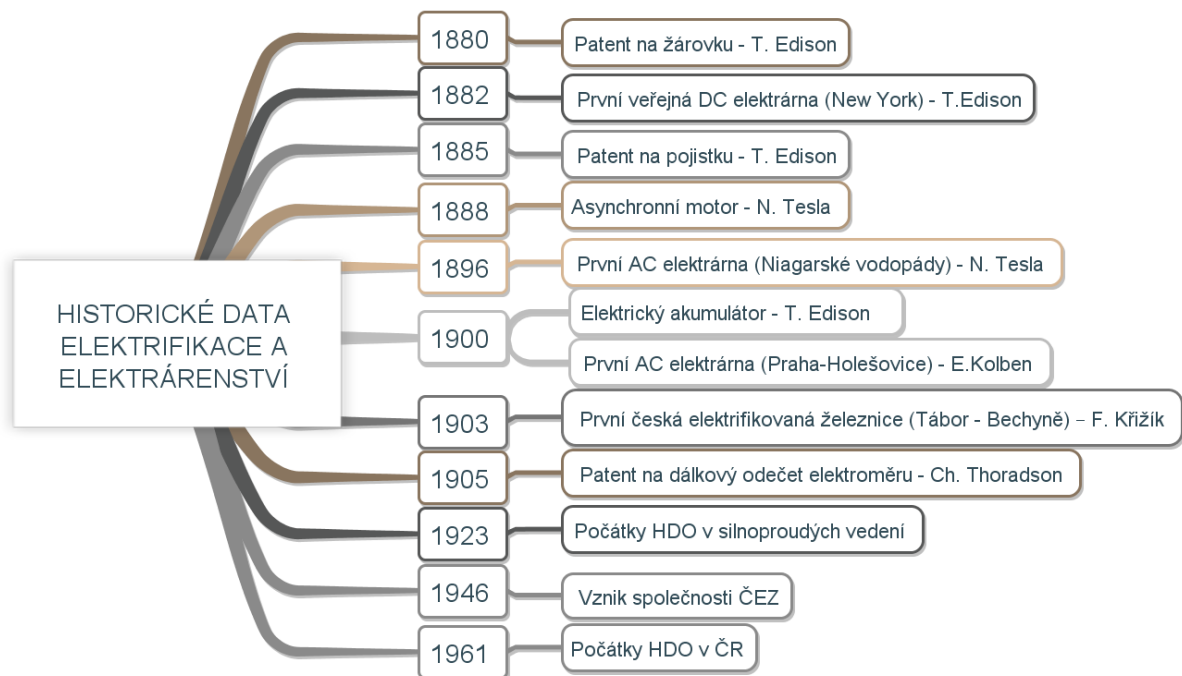 HISTORICKÉ DATA
ELEKTRIFIKACE A
ELEKTRÁRENSTVÍ
1880
Patent na žárovku - T. Edison
1882
První veřejná DC elektrárna (New York) - T.Edison
1885
Patent na pojistku - T. Edison
1888
Asynchronní motor - N. Tesla
1896
První AC elektrárna (Niagarské vodopády) - N. Tesla
1900
Elektrický akumulátor - T. Edison
První AC elektrárna (Praha-Holešovice) - E.Kolben
1903
První česká elektrifikovaná železnice (Tábor - Bechyně) – F. Křižík
1905
Patent na dálkový odečet elektroměru - Ch. Thoradson
1923
Počátky HDO v silnoproudých vedení
1946
Vznik společnosti ČEZ
1961
Počátky HDO v ČR